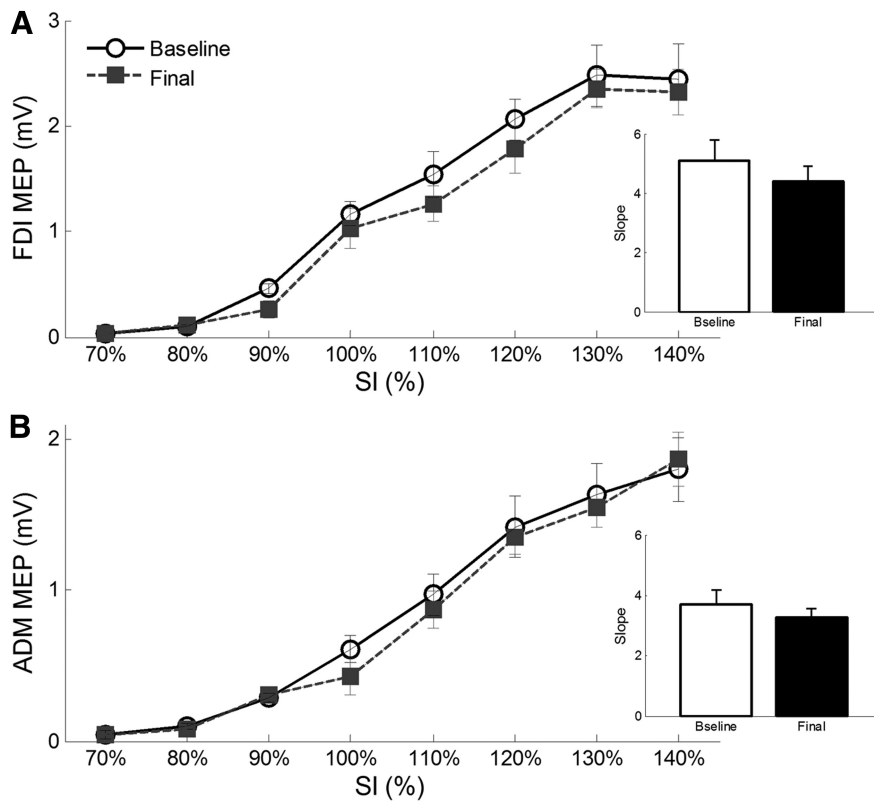 A
3
Baseline
Final
2
1
0
FDI MEP (mV)
70% 80% 90% 100% 110% 120% 130% 140%
SI (%)
6
4
2
0
Slope
Bseline Final
B
2
1
0
ADM MEP (mV)
70% 80% 90% 100% 110% 120% 130% 140%
SI (%)
6
4
2
0
Slope
Bseline Final